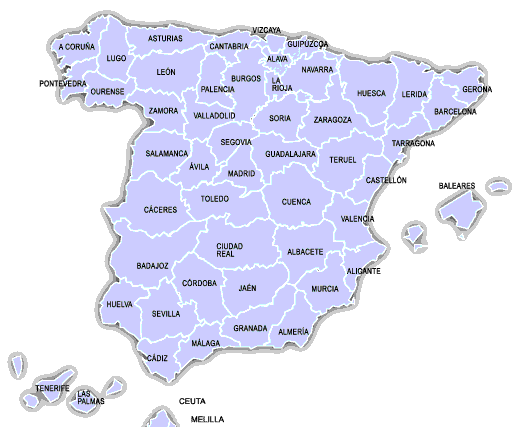 VIZCAYA
ASTURIAS
A CORUÑA
CANTABRIA
GUIPÚZCOA
LUGO
ALAVA
LEÓN
NAVARRA
PONTEVEDRA
BURGOS
LA
RIOJA
OURENSE
PALENCIA
HUESCA
LERIDA
GERONA
ZAMORA
VALLADOLID
SORIA
ZARAGOZA
BARCELONA
SEGOVIA
TARRAGONA
SALAMANCA
GUADALAJARA
TERUEL
ÁVILA
MADRID
CASTELLÓN
BALEARES
TOLEDO
CUENCA
CÁCERES
VALENCIA
CIUDAD
REAL
ALBACETE
BADAJOZ
ALIGANTE
CÓRDOBA
JAÉN
MURCIA
HUELVA
SEVILLA
GRANADA
ALMERÍA
MÁLAGA
CÁDIZ
TENERIFE
LAS
PALMAS
CEUTA
MELILLA